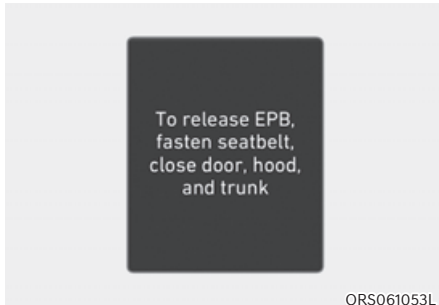 To release EPB,
fasten seatbelt,
close door, hood,
and trunk
ORS061053L